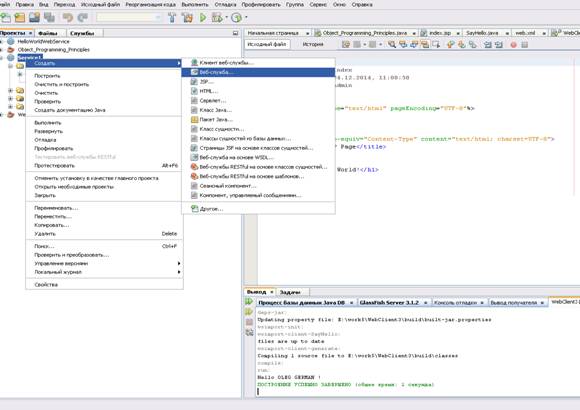 Правка Вид Переход Исходный файл Реорганизация кода Выполнить Отладка Профилировать Группа Сервис Окно Справка
Проекты Файлы Службы
Начальная страница Object_Programming_Principles.java index.jsp SayHello.java web.xml
HelloWorldWebService
Object_Programming_Principles
Service1
Исходный файл История
Создать
Построить
Очистить и построить
Очистить
Проверить
Создать документацию Java
Выполнить
Развернуть
Отладка
Профилировать
Тестировать веб-службы RESTful
Протестировать Alt+F6
Отменить установку в качестве главного проекта
Открыть необходимые проекты
Закрыть
Переименовать...
Переместить...
Копировать...
Удалить Delete
Поиск... Ctrl+F
Проверить и преобразовать...
Управление версиями
Локальный журнал
Свойства
Клиент веб-службы...
Веб-служба...
JSP...
HTML...
Сервлет...
Класс Java...
Пакет Java...
Класс сущности...
Классы сущностей из базы данных...
Страницы JSP на основе классов сущностей...
Веб-служба на основе WSDL...
Веб-службы RESTful на основе классов сущностей...
Веб-службы RESTful на основе шаблонов...
Сеансовый компонент...
Компонент, управляемый сообщениями...
Другое...
index
4.12.2014, 11:00:58
admin
="text/html" pageEncoding="UTF-8"%>
-equiv="Content-Type" content="text/html; charset=UTF-8">
Page</title>
World!</h1>
Вывод Задачи
Процесс базы данных Java DB GlassFish Server 3.1.2 Консоль отладки Вывод получателя
deps-jar:
Updating property file: E:\work5\WebClient3\build\built-jar.properties
wsimport-init:
wsimport-client-SayHello:
files are up to date
wsimport-client-generate:
Compiling 1 source file to E:\work5\WebClient3\build\classes
compile:
run:
Hello OLEG GERMAN !
ПОСТРОЕНИЕ УСПЕШНО ЗАВЕРШЕНО (общее время: 1 секунда)